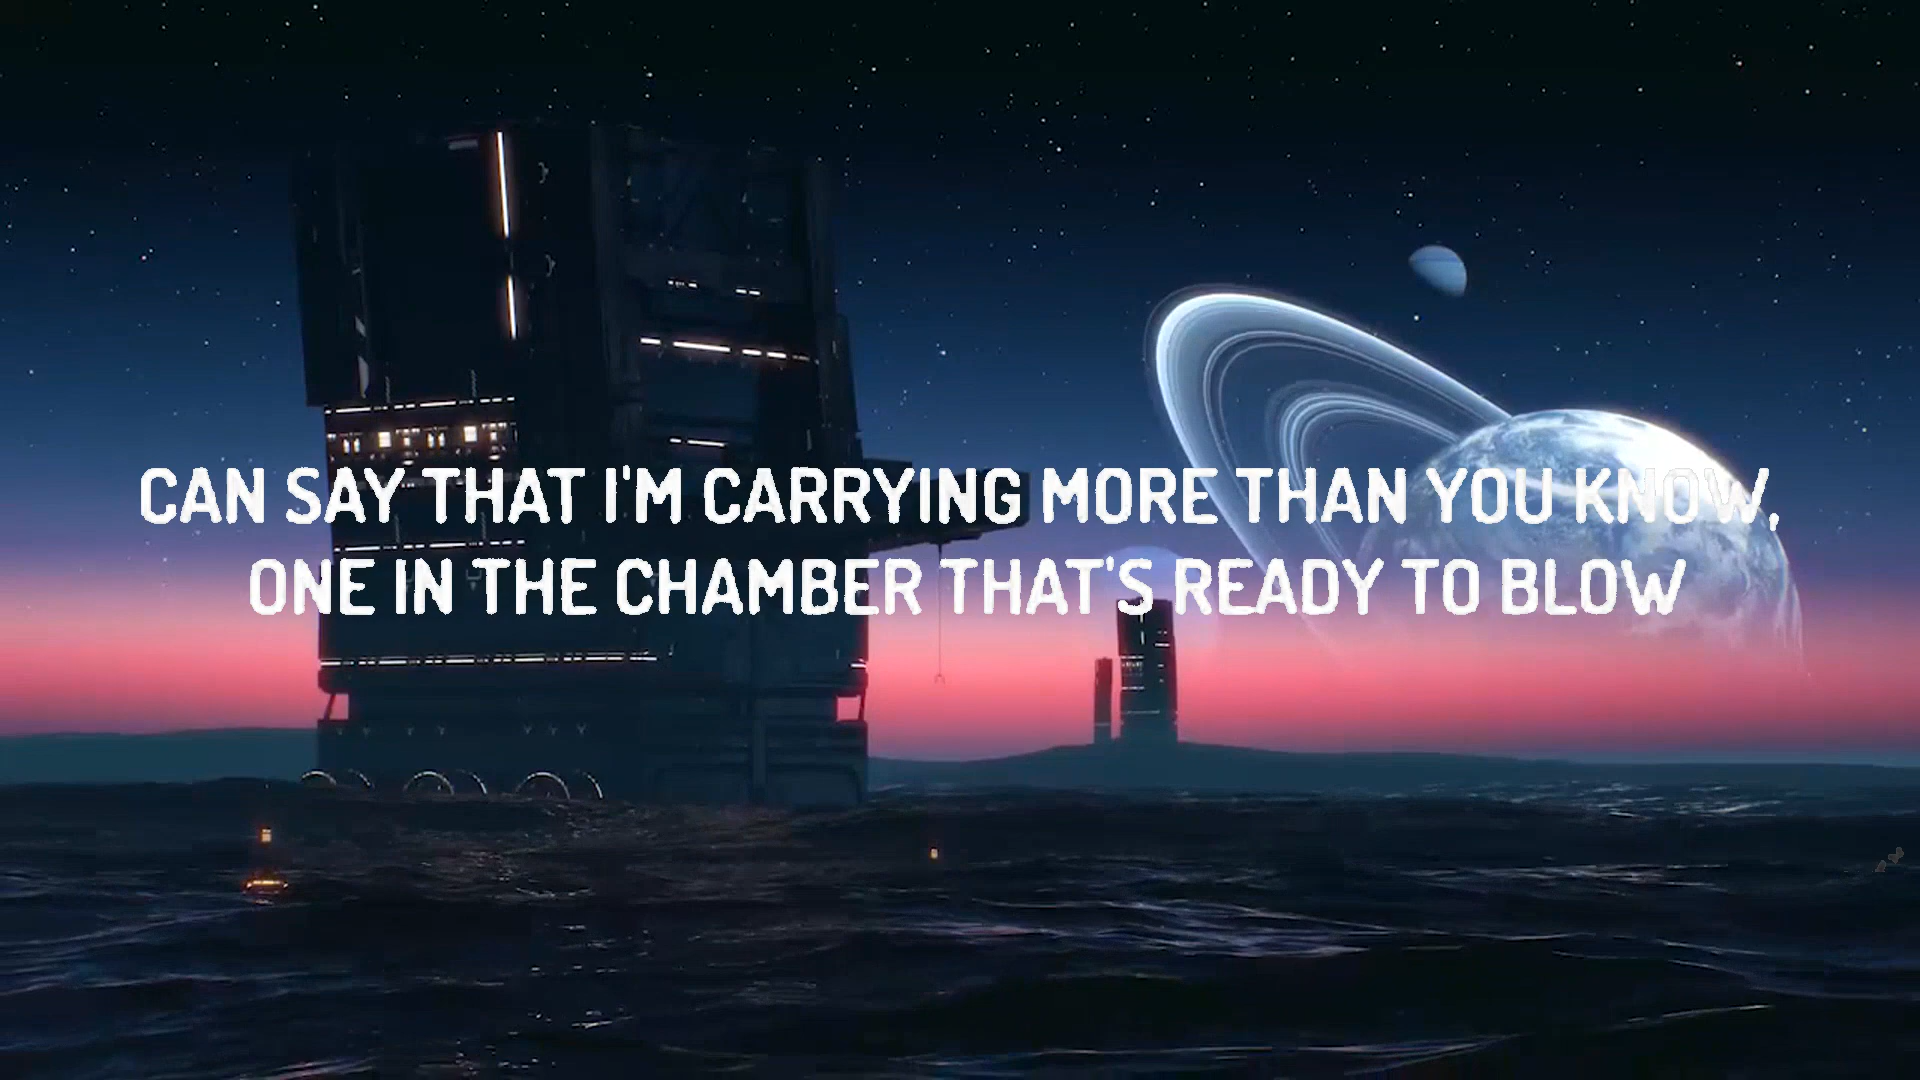 CAN SAY THAT I'M CARRYING MORE THAN YOU KNOW,
ONE IN THE CHAMBER THAT'S READY TO BLOW